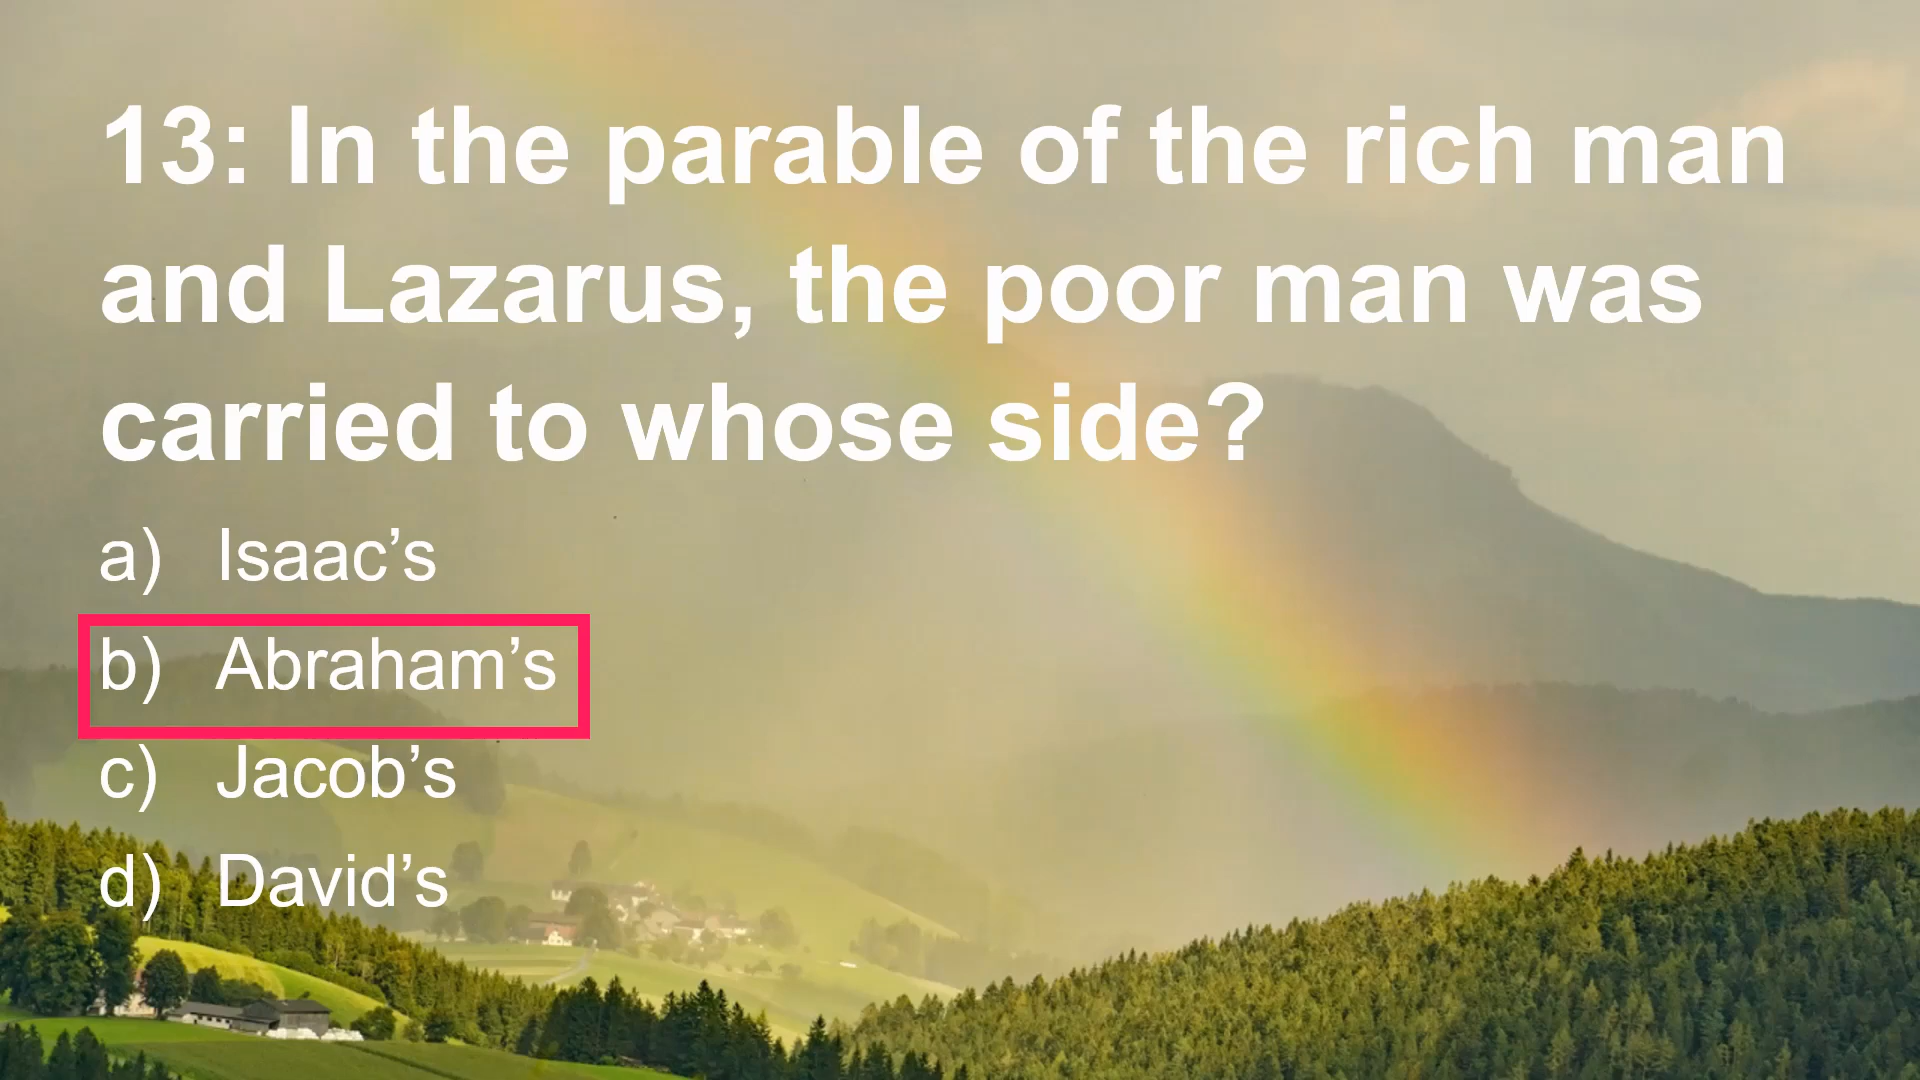 13: In the parable of the rich man
and Lazarus, the poor man was
carried to whose side?
a) Isaac’s
b) Abraham’s
c) Jacob’s
d) David’s